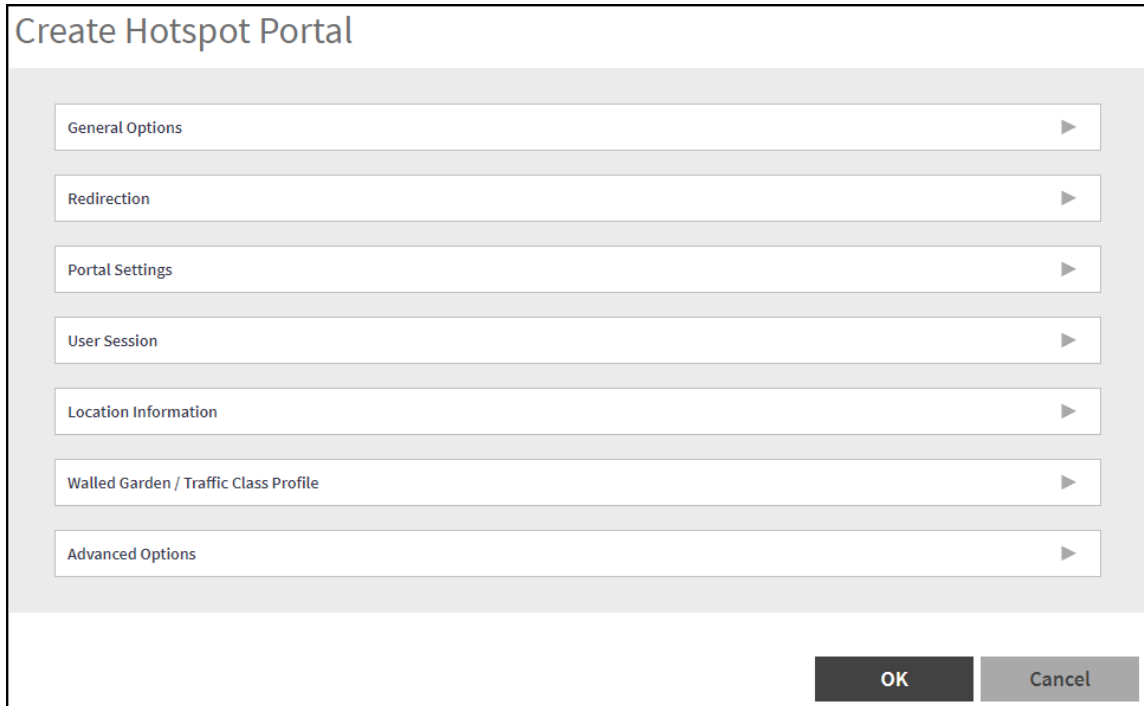 Create Hotspot Portal
General Options
Redirection
Portal Settings
User Session
Location Information
Walled Garden / Traffic Class Profile
Advanced Options
OK
Cancel